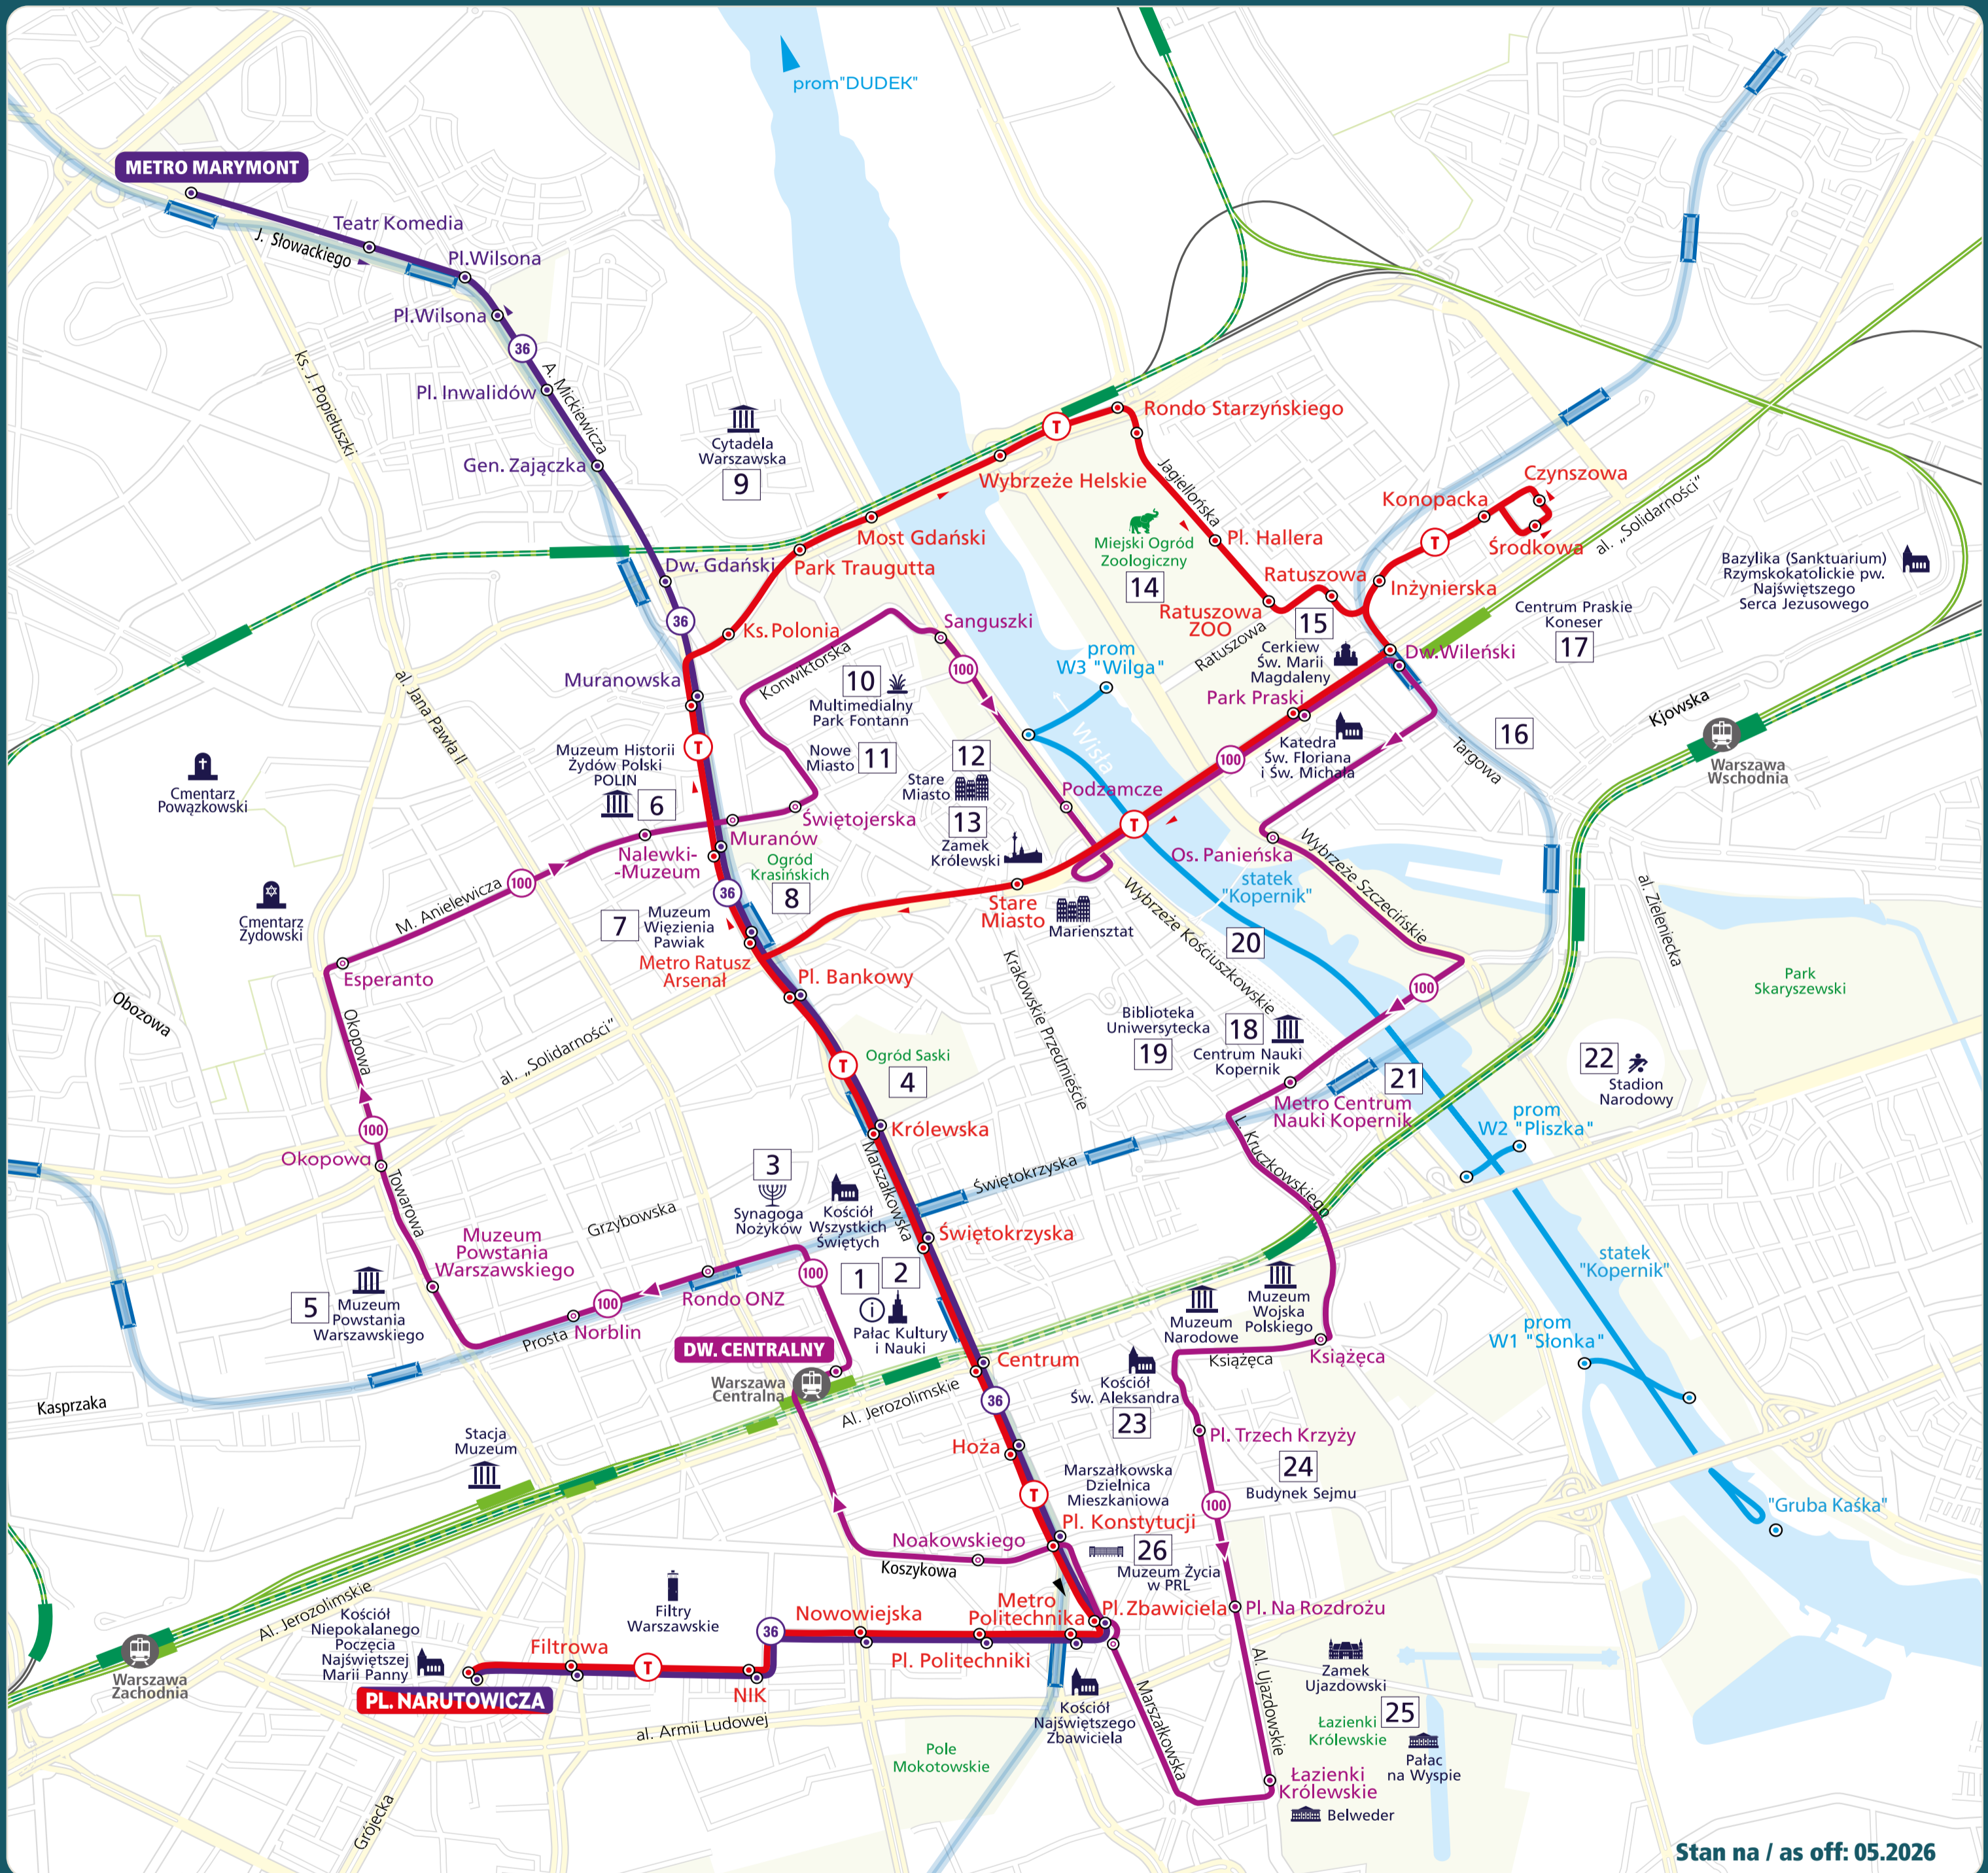 prom"DUDEK"
METRO MARYMONT
Teatr Komedia
J. Słowackiego
Pl.Wilsona
Pl.Wilsona
36
A. Mickiewicza
Pl. Inwalidów
ks. J. Popiełuszki
Gen. Zajączka
Cytadela
Warszawska
9
Rondo Starzyńskiego
T
Wybrzeże Helskie
Jagiellońska
Most Gdański
Miejski Ogród
Zoologiczny
14
Pl. Hallera
Czynszowa
Konopacka
T
Środkowa
al. „Solidarności”
Dw. Gdański
Park Traugutta
36
Ks. Polonia
Ratuszowa
Inżynierska
Ratuszowa
ZOO
Ratuszowa
15
Cerkiew
Św. Marii
Magdaleny
Dw.Wileński
Centrum Praskie
Koneser
17
Bazylika (Sanktuarium)
Rzymskokatolickie pw.
Najświętszego
Serca Jezusowego
Sanguszki
100
Konwiktorska
10
Multimedialny
Park Fontann
prom
W3 "Wilga"
Park Praski
Muranowska
al. Jana Pawła II
T
Muzeum Historii
Żydów Polski
POLIN
6
Nowe
Miasto
11
12
Stare
Miasto
13
Zamek
Królewski
Wisła
100
Katedra
Św. Floriana
i Św. Michała
Targowa
16
Kjowska
Warszawa
Wschodnia
Cmentarz
Powązkowski
Podzamcze
T
Świętojerska
Muranów
Nalewki-
-Muzeum
Ogród
Krasińskich
8
36
Os. Panieńska
Wybrzeże Szczecińskie
statek
"Kopernik"
Wybrzeże Kościuszkowskie
20
Stare
Miasto
Mariensztat
Cmentarz
Zydowski
M. Anielewicza
100
7
Muzeum
Więzienia
Pawiak
Metro Ratusz
Arsenał
Pl. Bankowy
Esperanto
Obozowa
Okopowa
al. „Solidarności”
Krakowskie Przedmieście
al. Zieleniecka
Park
Skaryszewski
100
Biblioteka
Uniwersytecka
19
18
Centrum Nauki
Kopernik
21
22
Stadion
Narodowy
T
Ogród Saski
4
Królewska
Marszałkowska
Metro Centrum
Nauki Kopernik
L. Kruczkowskiego
prom
W2 "Pliszka"
100
Okopowa
Towarowa
3
Synagoga
Nożyków
Kościół
Wszystkich
Świętych
Świętokrzyska
Grzybowska
Świętokrzyska
Muzeum
Powstania
Warszawskiego
5
Muzeum
Powstania
Warszawskiego
100
Norblin
Prosta
Rondo ONZ
100
1
2
Pałac Kultury
i Nauki
DW. CENTRALNY
Warszawa
Centralna
Centrum
Al. Jerozolimskie
36
Muzeum
Narodowe
Muzeum
Wojska
Polskiego
Książęca
Książęca
statek
"Kopernik"
prom
W1 "Słonka"
Kasprzaka
Kościół
Św. Aleksandra
23
Pl. Trzech Krzyży
Stacja
Muzeum
Hoża
T
Marszałkowska
Dzielnica
Mieszkaniowa
24
Budynek Sejmu
100
"Gruba Kaśka"
Pl. Konstytucji
Noakowskiego
Koszykowa
26
Muzeum Życia
w PRL
Al. Jerozolimskie
Filtry
Warszawskie
Nowowiejska
Metro
Politechnika
Pl. Zbawiciela
Pl. Na Rozdrożu
36
Pl. Politechniki
Kościół
Niepokalanego
Poczęcia
Najświętszej
Marii Panny
Filtrowa
T
NIK
Warszawa
Zachodnia
PL. NARUTOWICZA
al. Armii Ludowej
Al. Ujazdowskie
Marszałkowska
Zamek
Ujazdowski
Łazienki
Królewskie
25
Pałac
na Wyspie
Kościół
Najświętszego
Zbawiciela
Pole
Mokotowskie
Łazienki
Królewskie
Belweder
Grójecka
Stan na / as off: 05.2026